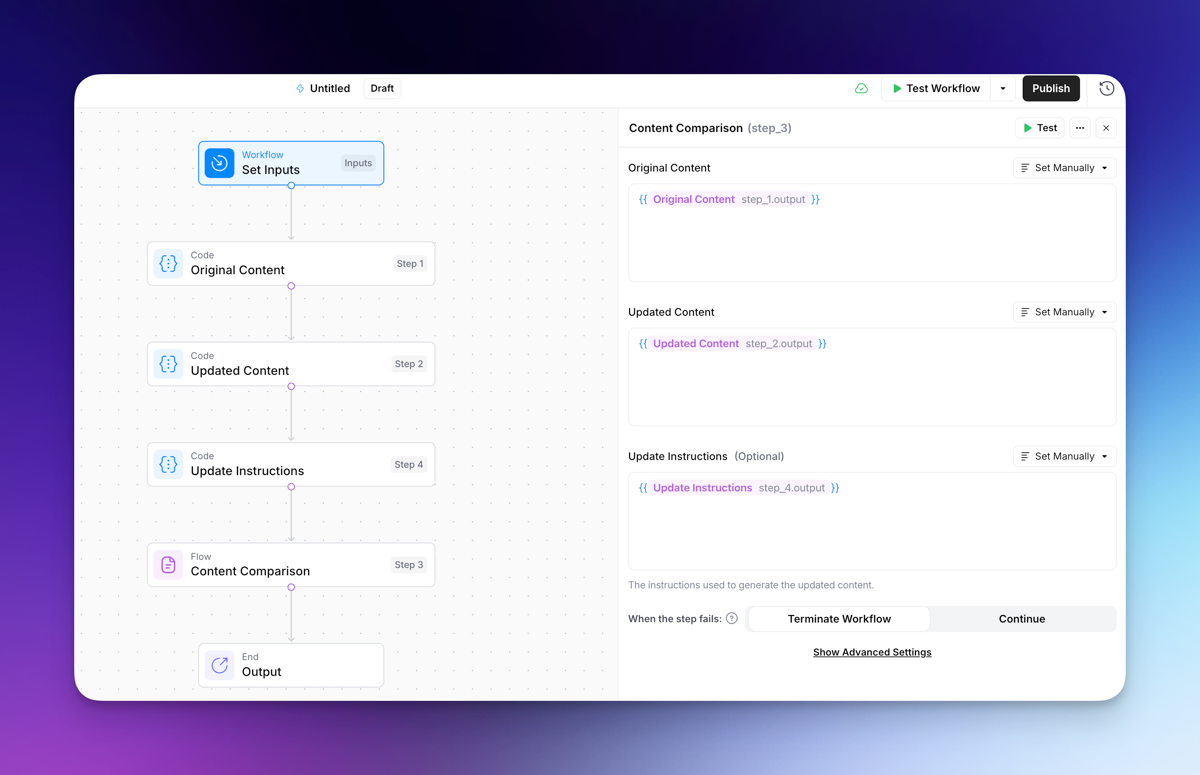 Untitled
Draft
Test Workflow
Publish
Workflow
Set Inputs
Inputs
Code
Original Content
Step 1
Code
Updated Content
Step 2
Code
Update Instructions
Step 4
Flow
Content Comparison
Step 3
End
Output
Content Comparison (step_3)
Test
Original Content
Set Manually
{{ Original Content step_1.output }}
Updated Content
Set Manually
{{ Updated Content step_2.output }}
Update Instructions (Optional)
Set Manually
{{ Update Instructions step_4.output }}
The instructions used to generate the updated content.
When the step fails: ?
Terminate Workflow
Continue
Show Advanced Settings